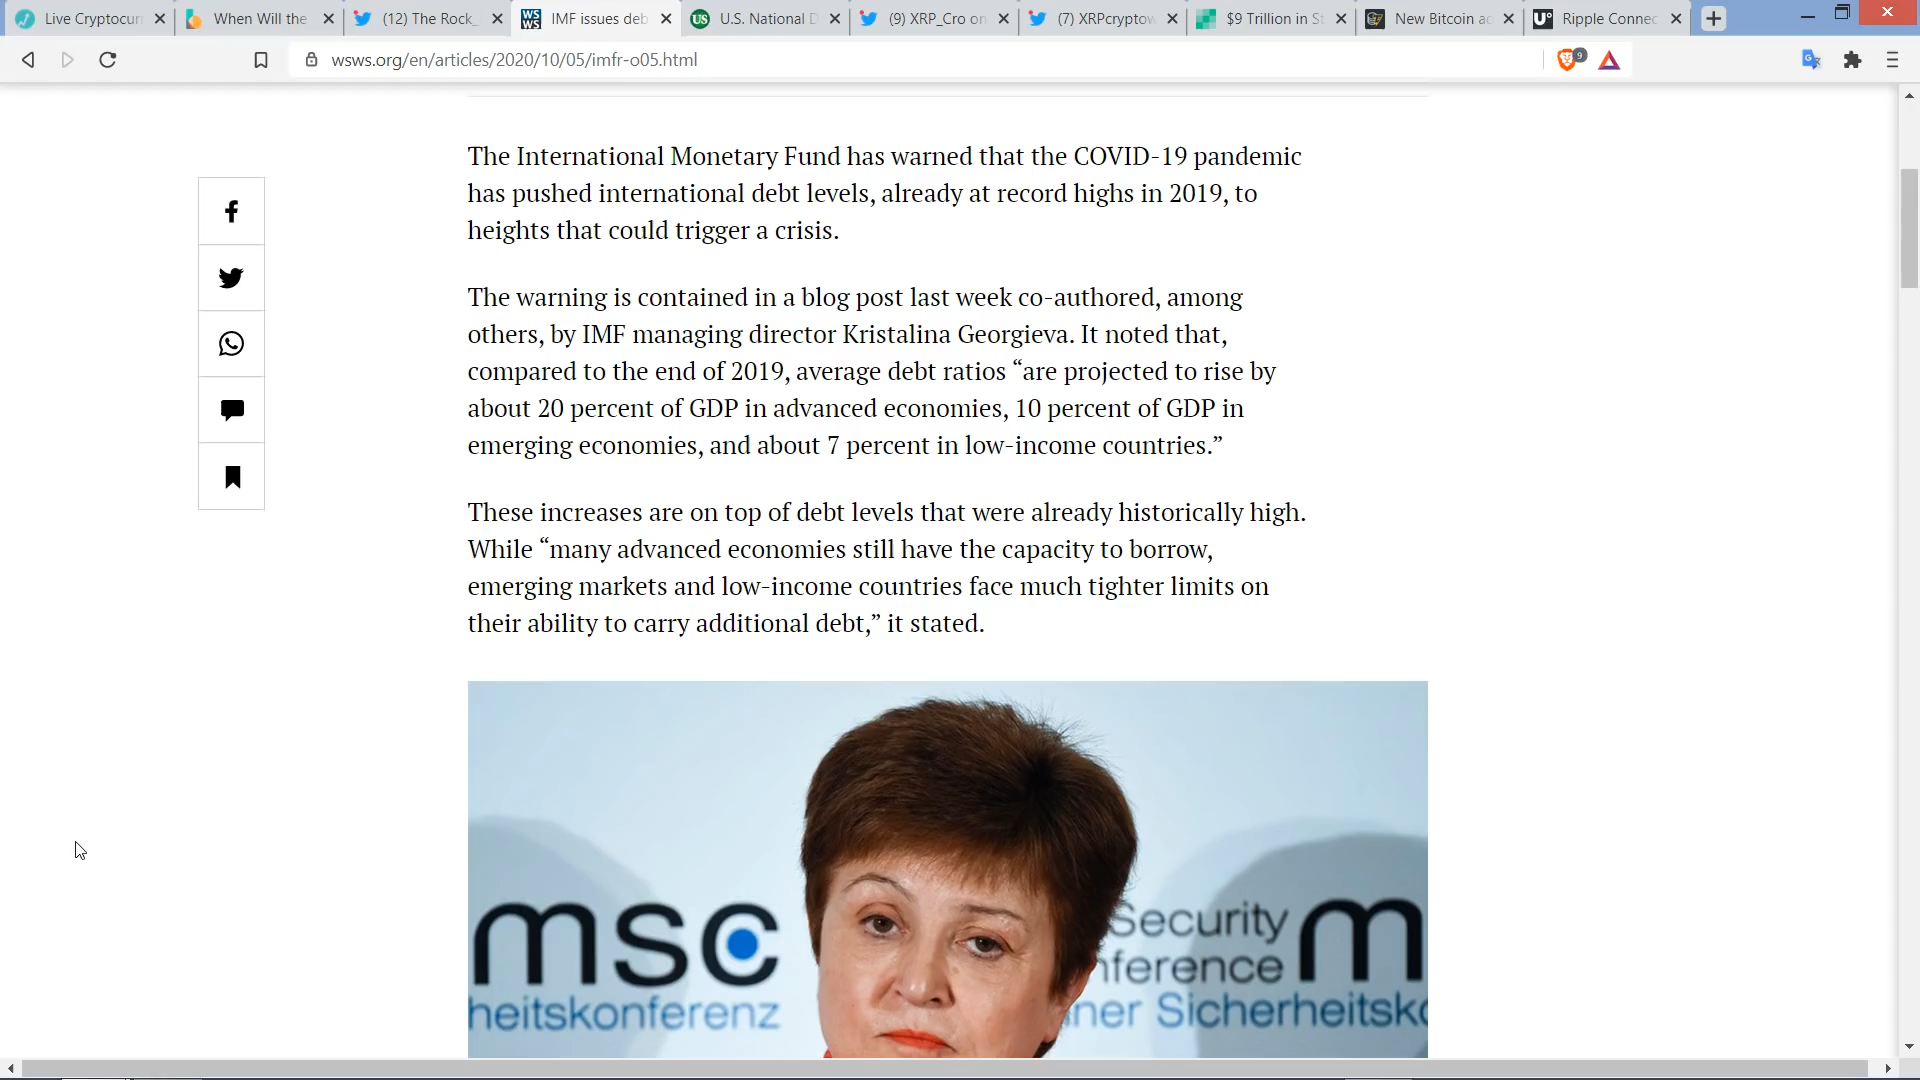 Live Cryptocur
When Will the
(12) The Rock_
WS
WS
IMF issues deb
US
U.S. National D
(9) XRP_Cro on
(7) XRPcryptow
$9 Trillion in St
New Bitcoin ac
U
Ripple Connec
wsws.org/en/articles/2020/10/05/imfr-o05.html
9
The International Monetary Fund has warned that the COVID-19 pandemic
has pushed international debt levels, already at record highs in 2019, to
heights that could trigger a crisis.
The warning is contained in a blog post last week co-authored, among
others, by IMF managing director Kristalina Georgieva. It noted that,
compared to the end of 2019, average debt ratios “are projected to rise by
about 20 percent of GDP in advanced economies, 10 percent of GDP in
emerging economies, and about 7 percent in low-income countries.”
These increases are on top of debt levels that were already historically high.
While “many advanced economies still have the capacity to borrow,
emerging markets and low-income countries face much tighter limits on
their ability to carry additional debt,” it stated.
msc
heitskonferenz
Security
nference
m
ner Sicherheitsko